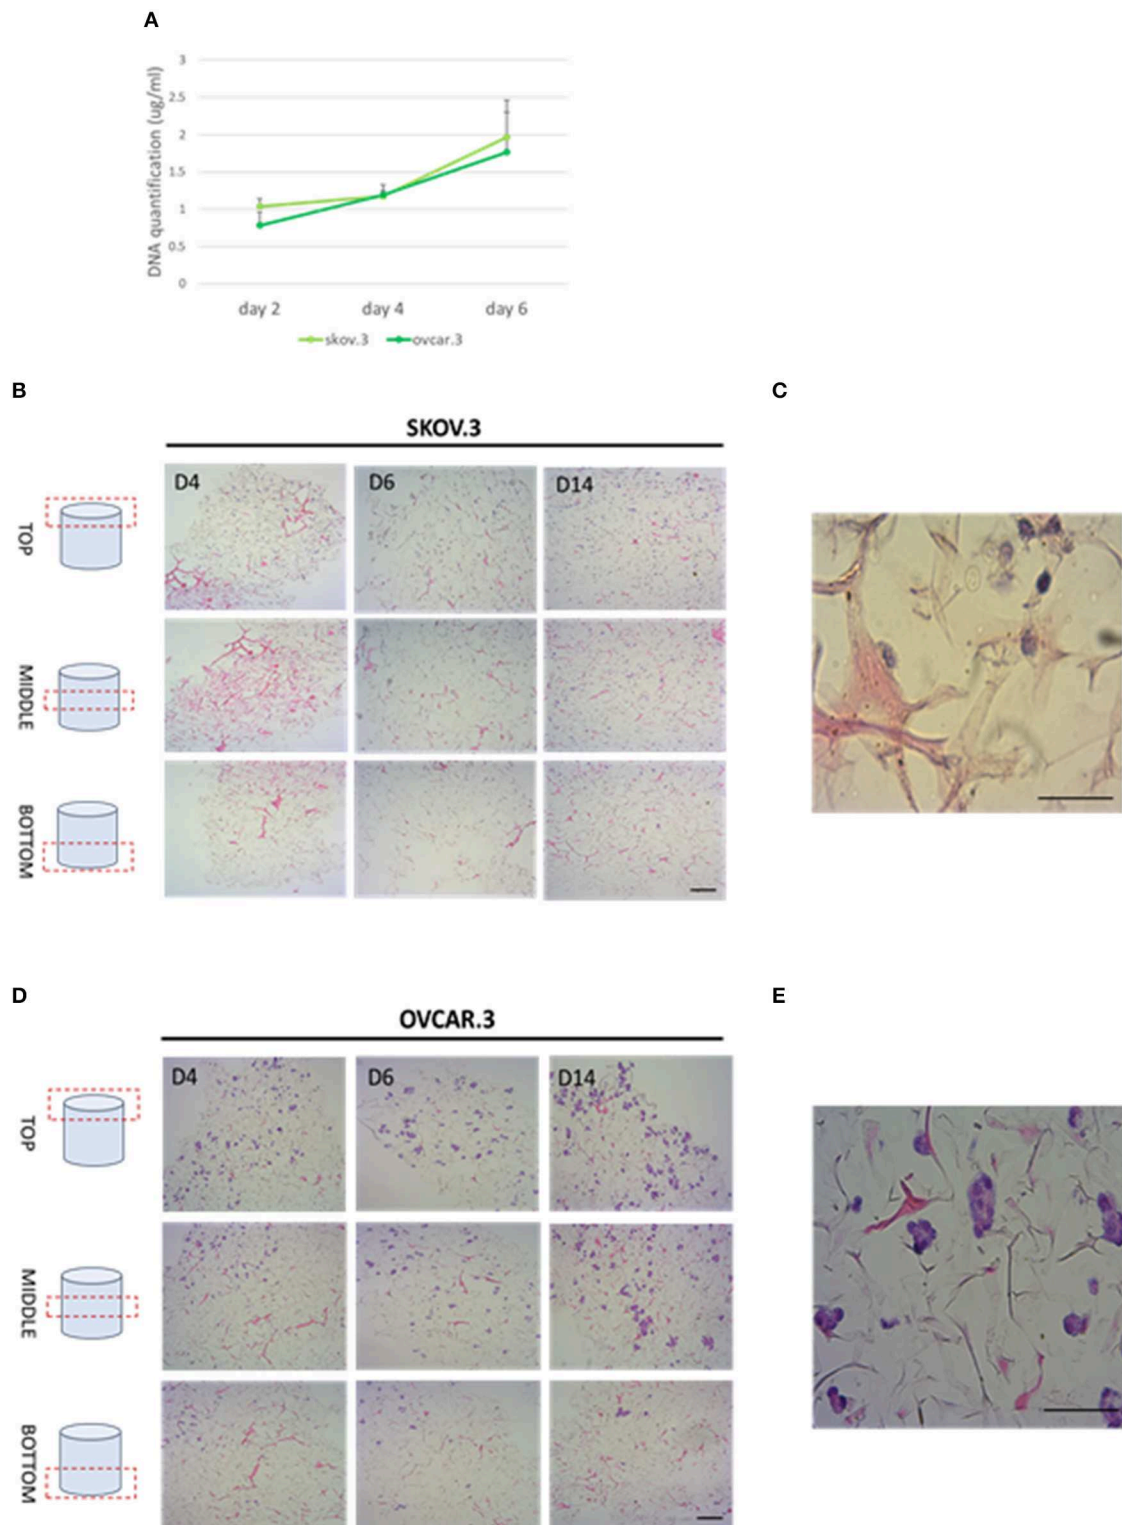 A
DNA quantification (ug/ml)
3
2.5
2
1.5
1
0.5
0
day 2 day 4 day 6
skov.3 ovcar.3
B
C
SKOV.3
TOP
D4 D6 D14
MIDDLE
BOTTOM
D
E
OVCAR.3
TOP
D4 D6 D14
MIDDLE
BOTTOM